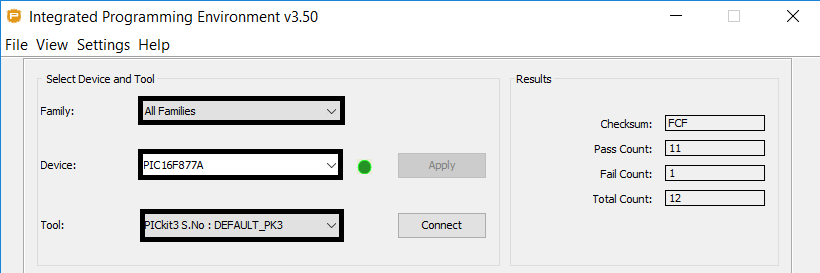 Integrated Programming Environment v3.50
File View Settings Help
Select Device and Tool
Family:
All Families
Device:
PIC16F877A
Apply
Tool:
PICkit3 S.No : DEFAULT_PK3
Connect
Results
Checksum: FCF
Pass Count: 11
Fail Count: 1
Total Count: 12